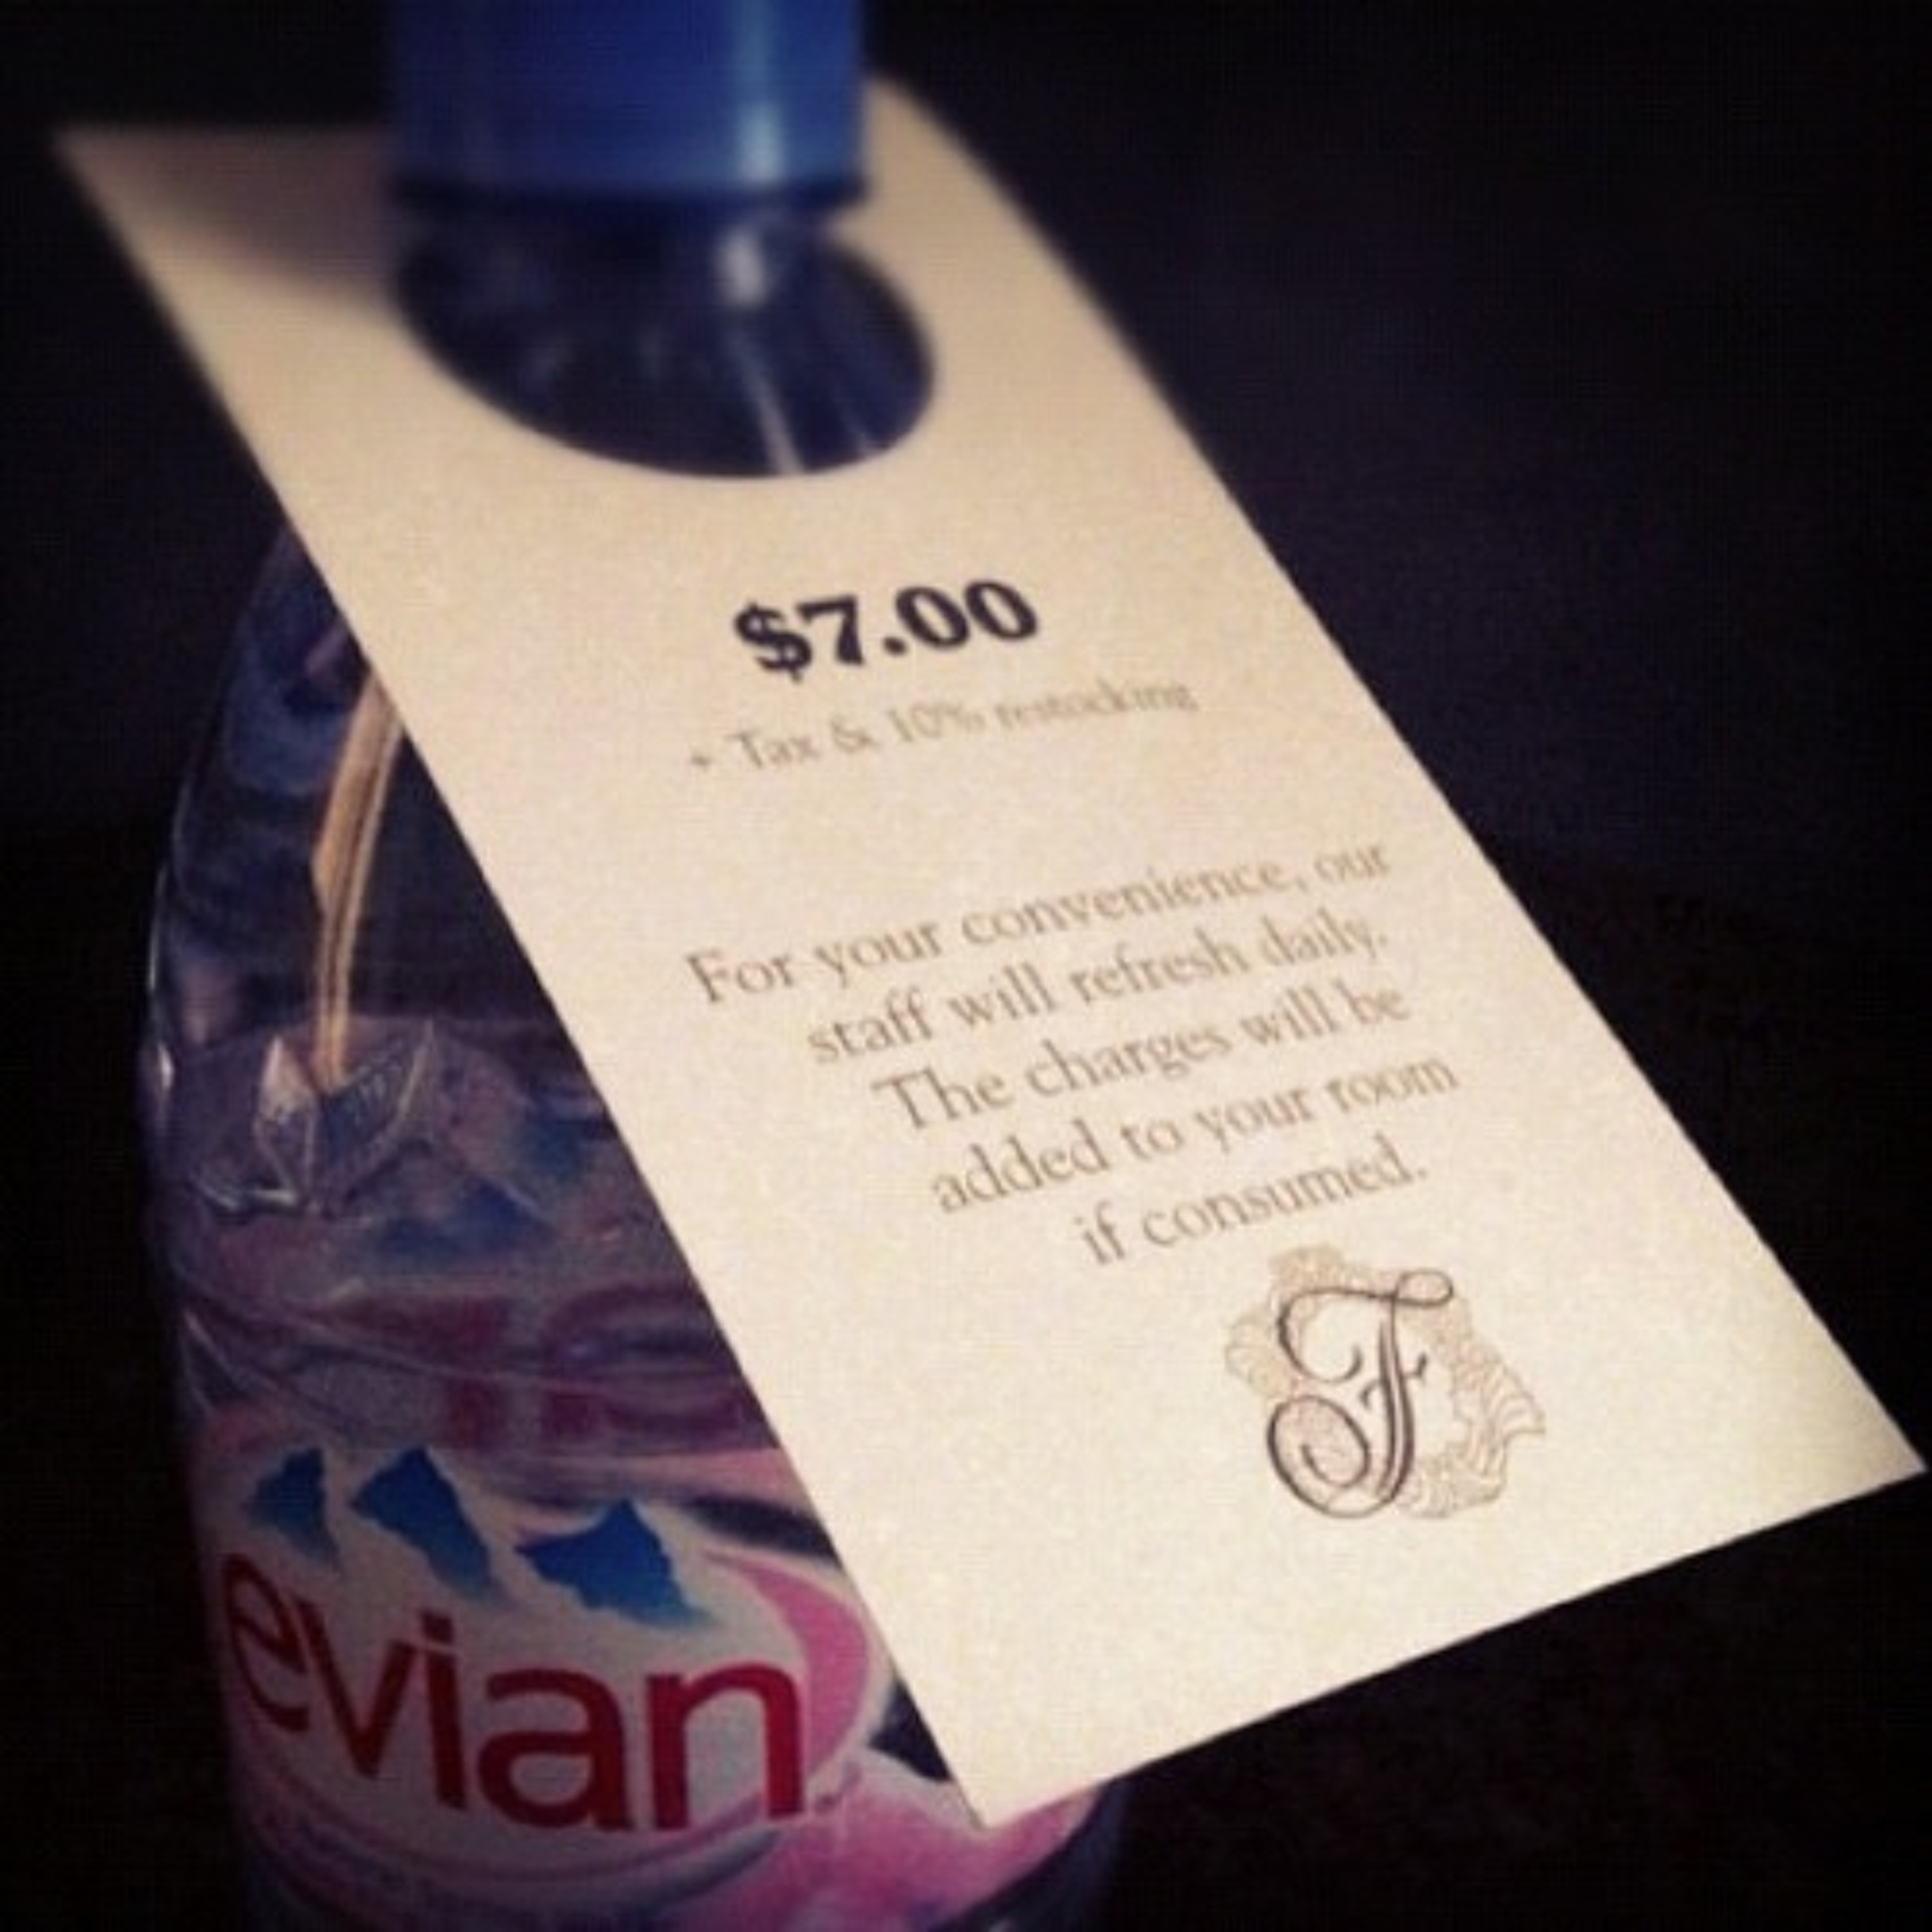 $7.00
+ Tax & 10% restocking
For your convenience, our
staff will refresh daily.
The charges will be
added to your room
if consumed.
F
evian